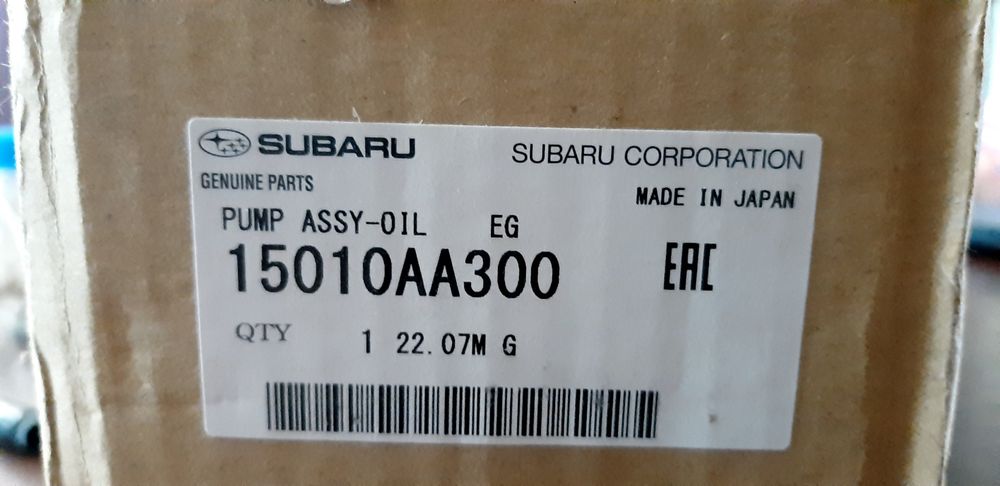 SUBARU SUBARU CORPORATION
GENUINE PARTS MADE IN JAPAN
PUMP ASSY-OIL EG
15010AA300 EAC
QTY 1 22.07M G